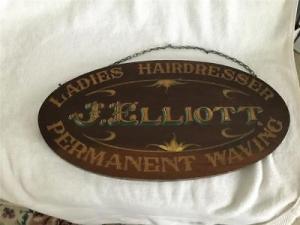 LADIES HAIRDRESSER
J. ELLIOTT
PERMANENT WAVING